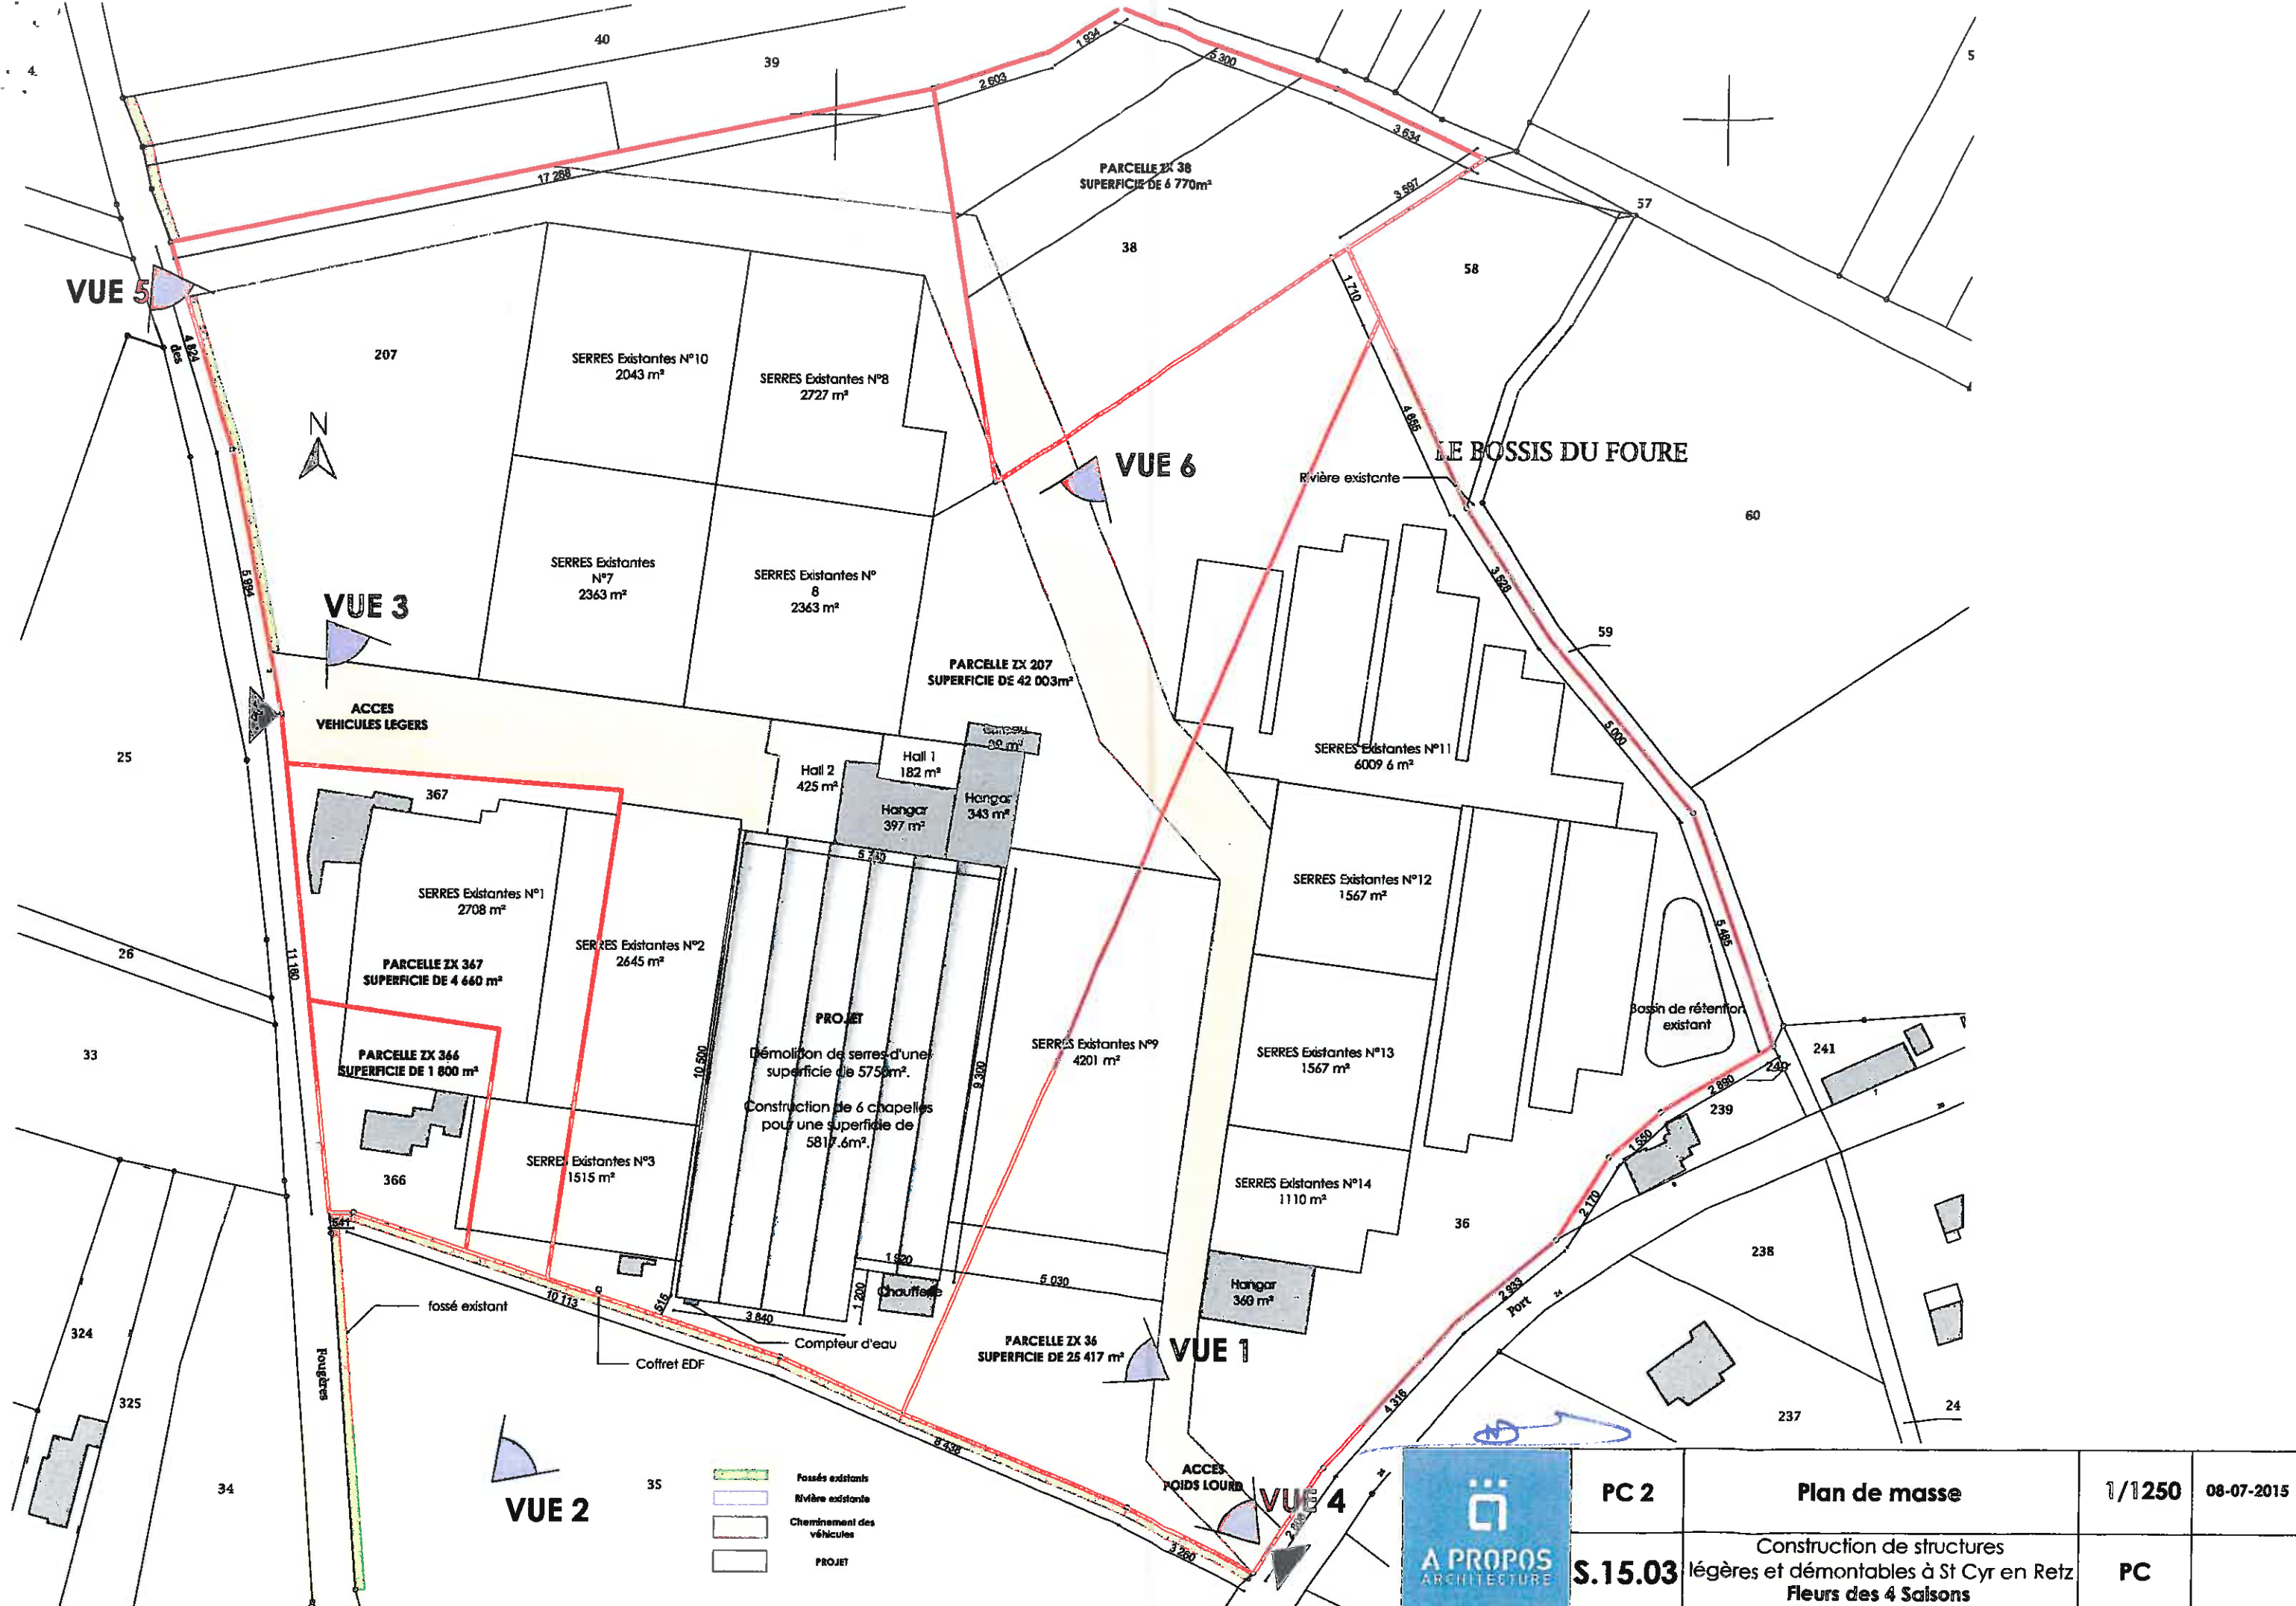 40
39
4
5
1 934
2 603
5 300
3 634
17 268
PARCELLE ZX 38
SUPERFICIE DE 6 770m²
3 597
57
38
58
VUE 5
1 710
4 824
des
207
SERRES Existantes N°10
2043 m²
SERRES Existantes N°8
2727 m²
N
4 665
LE BOSSIS DU FOURE
VUE 6
Rivière existante
60
SERRES Existantes
N°7
2363 m²
SERRES Existantes N°
8
2363 m²
5 994
3 528
VUE 3
59
PARCELLE ZX 207
SUPERFICIE DE 42 003m²
ACCES
VEHICULES LEGERS
5 000
25
Hall 1
182 m²
Hall 2
425 m²
SERRES Existantes N°11
6009 6 m²
367
Hangar
397 m²
Hangar
343 m²
5 740
SERRES Existantes N°1
2708 m²
SERRES Existantes N°12
1567 m²
SERRES Existantes N°2
2645 m²
26
11 180
5 485
PARCELLE ZX 367
SUPERFICIE DE 4 660 m²
PROJET
Bassin de rétention
existant
33
PARCELLE ZX 366
SUPERFICIE DE 1 800 m²
10 500
Démolition de serres d'une
superficie de 5750m².
Construction de 6 chapelles
pour une superficie de
5817.6m².
9 300
SERRES Existantes N°9
4201 m²
SERRES Existantes N°13
1567 m²
241
240
2 890
239
1 550
SERRES Existantes N°3
1515 m²
366
SERRES Existantes N°14
1110 m²
2 170
36
541
238
1 920
5 030
Hangar
360 m²
Chaufferie
1 200
2 933
Port
10 113
515
3 840
fossé existant
324
Compteur d'eau
PARCELLE ZX 36
SUPERFICIE DE 25 417 m²
VUE 1
Coffret EDF
Fougères
325
4 316
237
24
8 438
34
35
VUE 2
ACCES
POIDS LOURD
VUE 4
3 260
Fossés existants
Rivière existante
Cheminement des
véhicules
PROJET
A PROPOS
ARCHITECTURE
PC 2
Plan de masse
1/1250
08-07-2015
S.15.03
Construction de structures
légères et démontables à St Cyr en Retz
Fleurs des 4 Saisons
PC